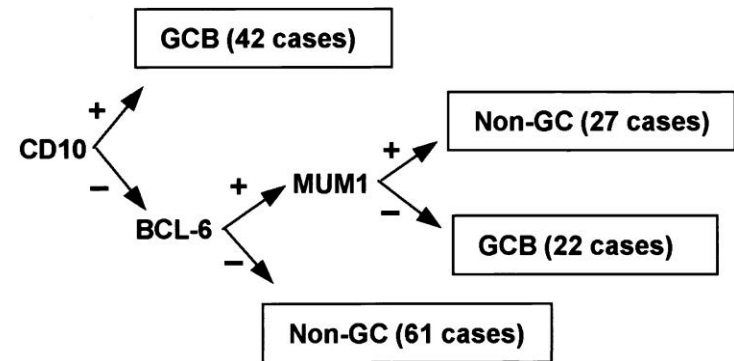 GCB (42 cases)
+
CD10
−
Non-GC (27 cases)
+
+
MUM1
−
BCL-6
GCB (22 cases)
−
Non-GC (61 cases)